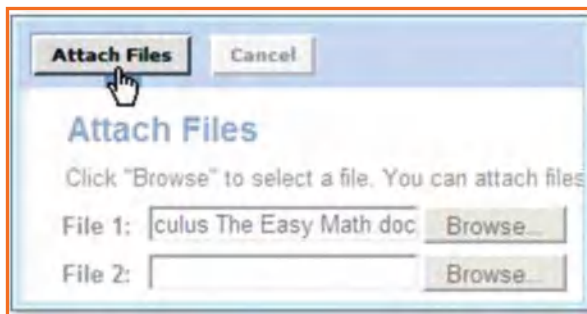 Attach Files Cancel
Attach Files
Click "Browse" to select a file. You can attach files
File 1: culus The Easy Math doc Browse...
File 2: Browse...